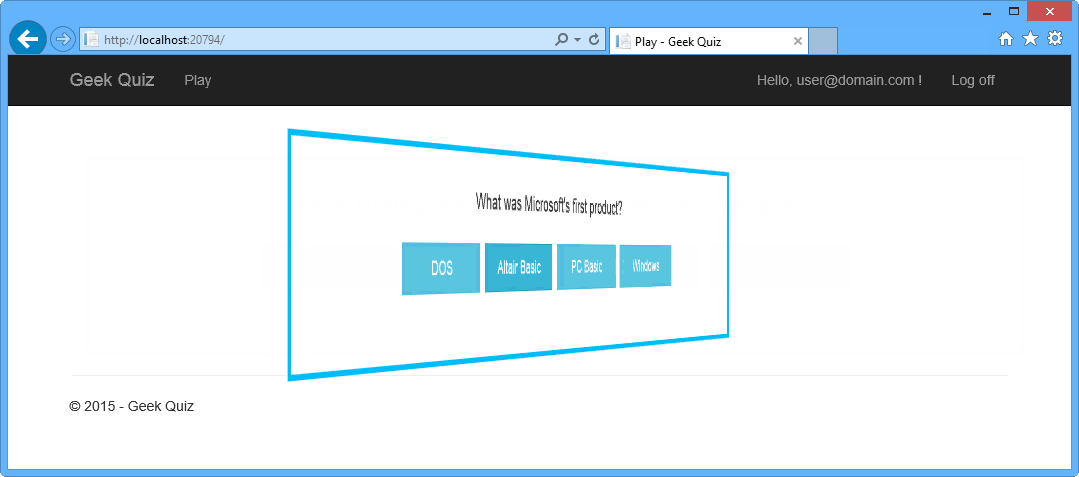 http://localhost:20794/
Play - Geek Quiz
Geek Quiz
Play
Hello, user@domain.com !
Log off
What was Microsoft's first product?
DOS
Altair Basic
PC Basic
Windows
© 2015 - Geek Quiz